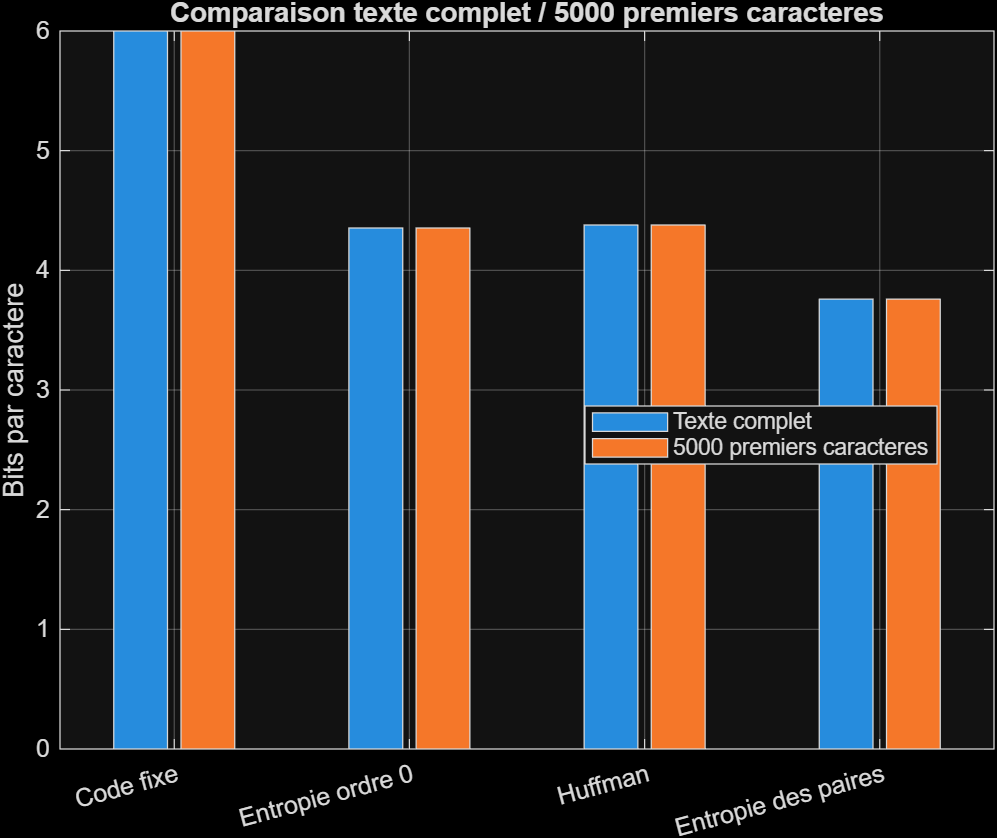 Comparaison texte complet / 5000 premiers caracteres
6
5
4
3
2
1
0
Bits par caractere
Texte complet
5000 premiers caracteres
Code fixe
Entropie ordre 0
Huffman
Entropie des paires